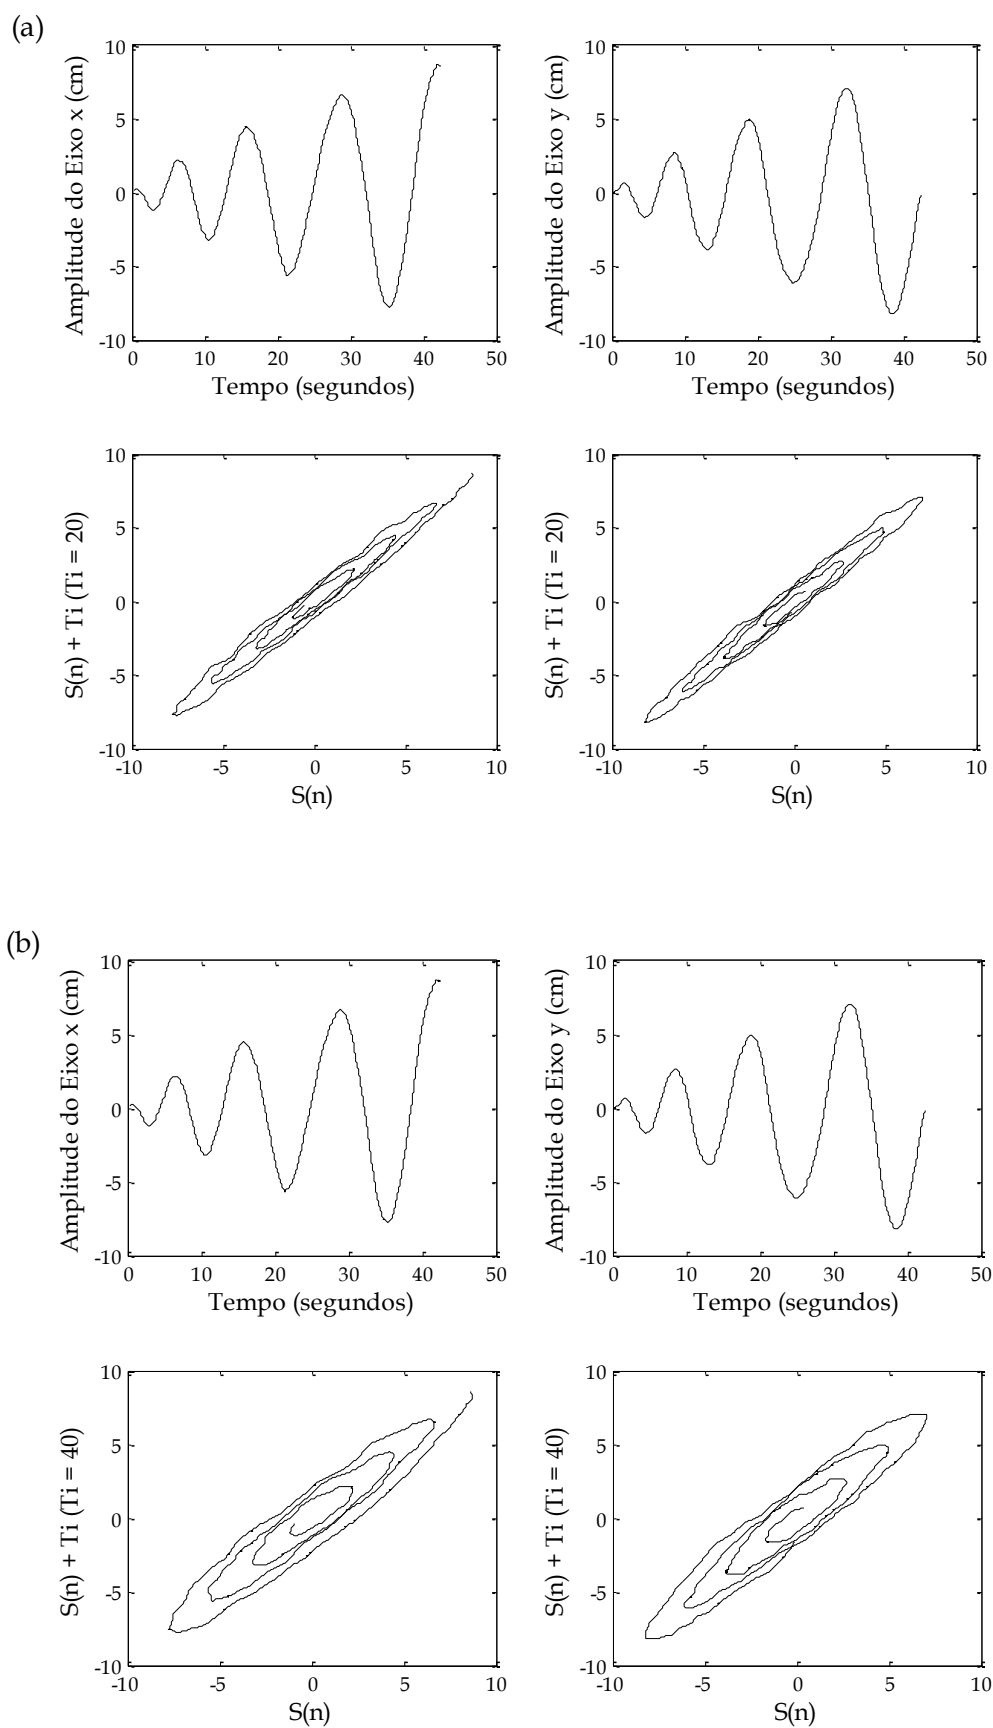 (a)
Amplitude do Eixo x (cm)
10
5
0
-5
-10
0 10 20 30 40 50
Tempo (segundos)
Amplitude do Eixo y (cm)
10
5
0
-5
-10
0 10 20 30 40 50
Tempo (segundos)
S(n) + Ti (Ti = 20)
10
5
0
-5
-10
-10 -5 0 5 10
S(n)
S(n) + Ti (Ti = 20)
10
5
0
-5
-10
-10 -5 0 5 10
S(n)
(b)
Amplitude do Eixo x (cm)
10
5
0
-5
-10
0 10 20 30 40 50
Tempo (segundos)
Amplitude do Eixo y (cm)
10
5
0
-5
-10
0 10 20 30 40 50
Tempo (segundos)
S(n) + Ti (Ti = 40)
10
5
0
-5
-10
-10 -5 0 5 10
S(n)
S(n) + Ti (Ti = 40)
10
5
0
-5
-10
-10 -5 0 5 10
S(n)